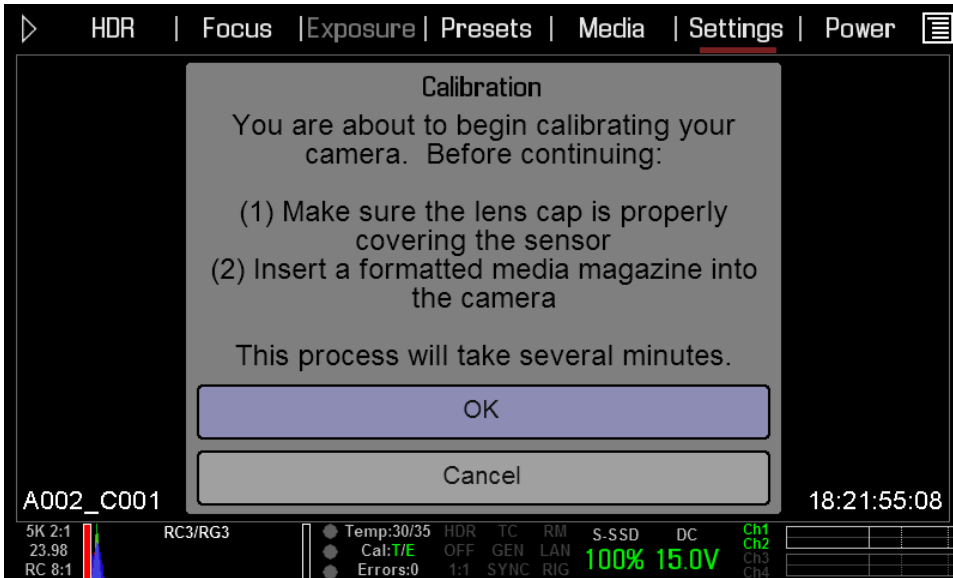 HDR | Focus | Exposure | Presets | Media | Settings | Power
Calibration
You are about to begin calibrating your
camera. Before continuing:
(1) Make sure the lens cap is properly
covering the sensor
(2) Insert a formatted media magazine into
the camera
This process will take several minutes.
OK
Cancel
A002_C001 18:21:55:08
5K 2:1 RC3/RG3 Temp:30/35 HDR TC RM S-SSD DC Ch1
23.98 Cal:T/E OFF GEN LAN 100% 15.0V Ch2
Ch3
RC 8:1 Errors:0 1:1 SYNC RIG Ch4